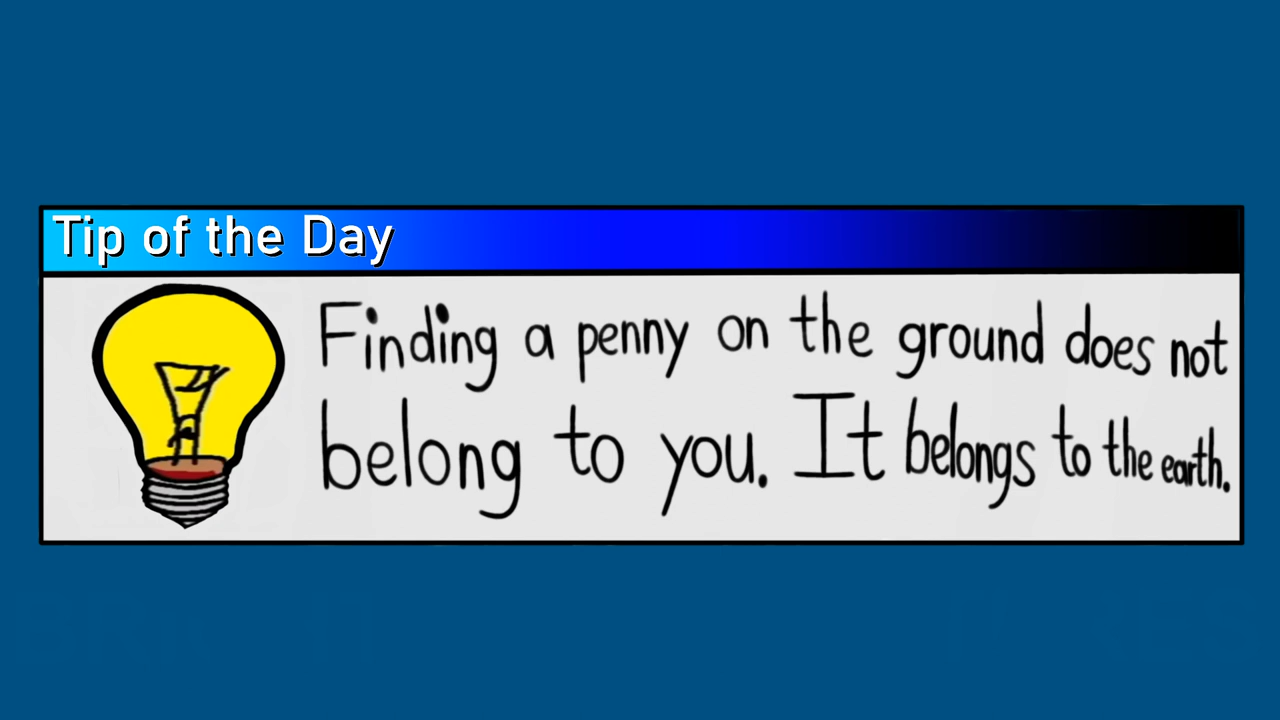 Tip of the Day
Finding a penny on the ground does not
belong to you. It belongs to the earth.